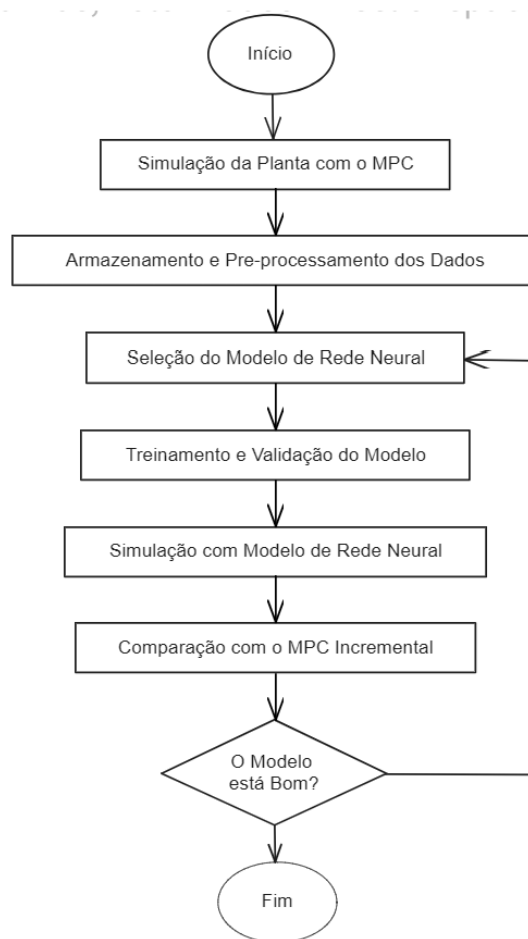 Início
Simulação da Planta com o MPC
Armazenamento e Pre-processamento dos Dados
Seleção do Modelo de Rede Neural
Treinamento e Validação do Modelo
Simulação com Modelo de Rede Neural
Comparação com o MPC Incremental
O Modelo
está Bom?
Fim